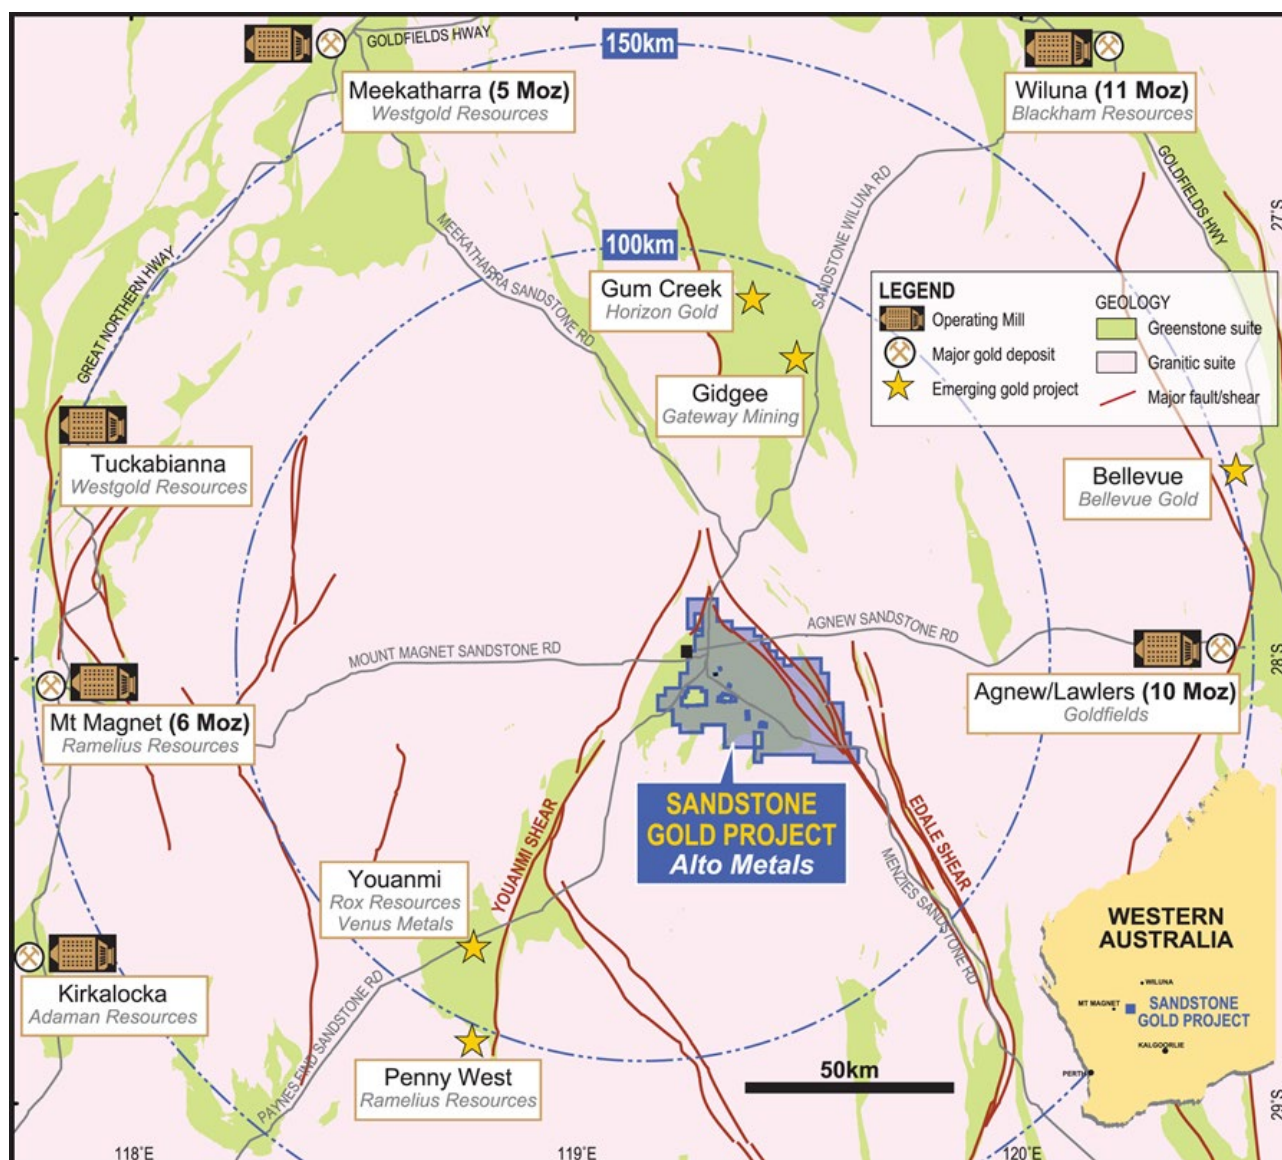 GOLDFIELDS HWY
150km
Meekatharra (5 Moz)
Westgold Resources
Wiluna (11 Moz)
Blackham Resources
GOLDFIELDS HWY
27°S
MEEKATHARRA SANDSTONE RD
SANDSTONE WILUNA RD
GREAT NORTHERN HWAY
100km
Gum Creek
Horizon Gold
LEGEND
Operating Mill
Major gold deposit
Emerging gold project
GEOLOGY
Greenstone suite
Granitic suite
Major fault/shear
Gidgee
Gateway Mining
Tuckabianna
Westgold Resources
Bellevue
Bellevue Gold
MOUNT MAGNET SANDSTONE RD
AGNEW SANDSTONE RD
28°S
Mt Magnet (6 Moz)
Ramelius Resources
Agnew/Lawlers (10 Moz)
Goldfields
SANDSTONE
GOLD PROJECT
Alto Metals
YOUANMI SHEAR
EDALE SHEAR
MENZIES SANDSTONE RD
Youanmi
Rox Resources
Venus Metals
WESTERN
AUSTRALIA
WILUNA
MT MAGNET
SANDSTONE
GOLD PROJECT
KALGOORLIE
PERTH
Kirkalocka
Adaman Resources
PAYNES FIND SANDSTONE RD
Penny West
Ramelius Resources
50km
29°S
118°E
119°E
120°E